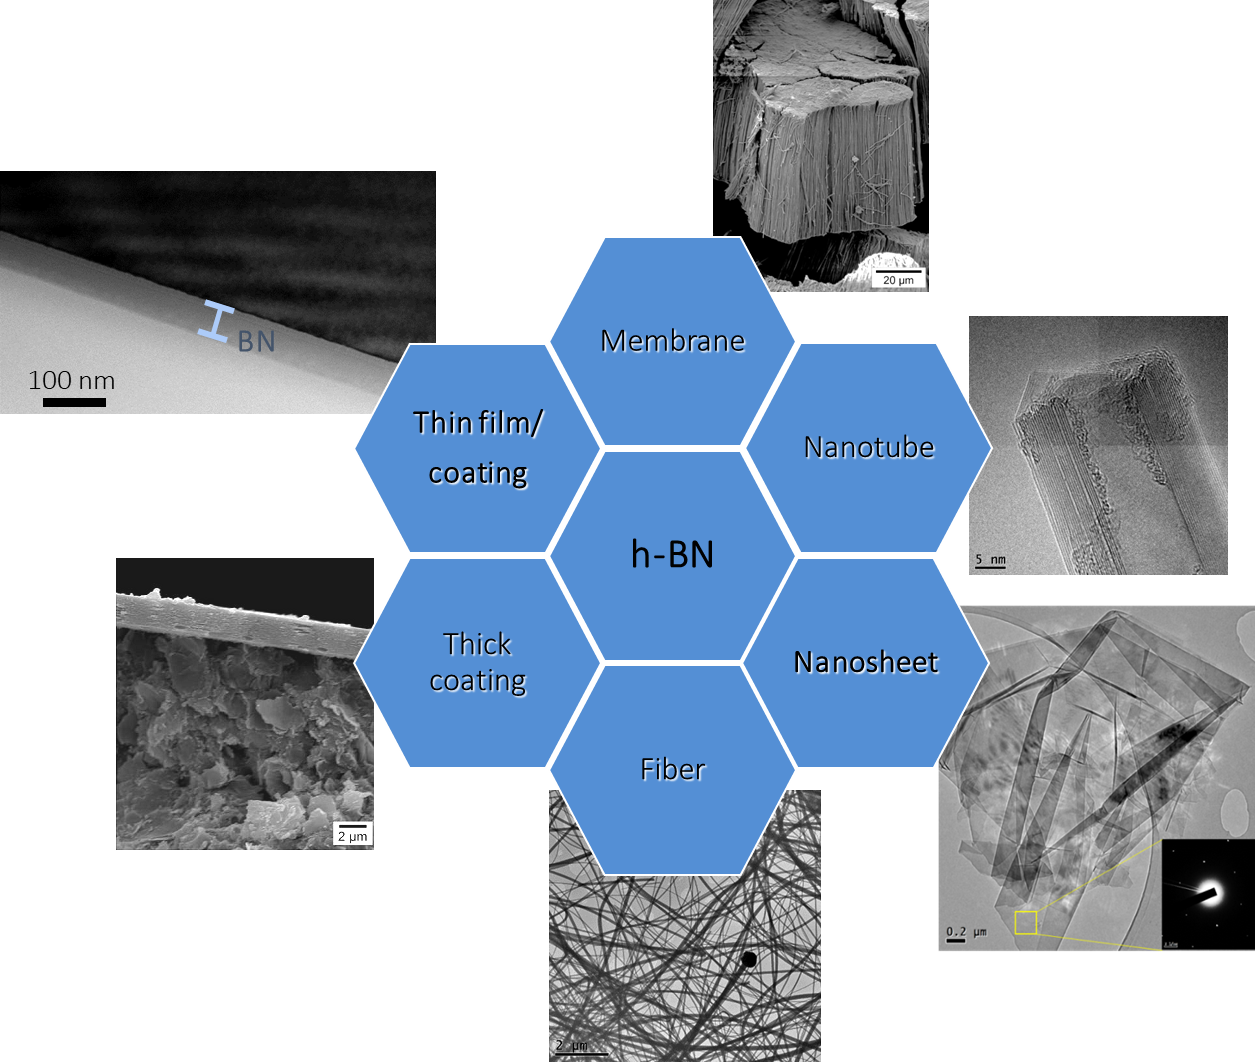 20 µm
BN
100 nm
Membrane
Thin film/
coating
Nanotube
5 nm
h-BN
Thick
coating
Nanosheet
2 µm
Fiber
0.2 µm
2 µm